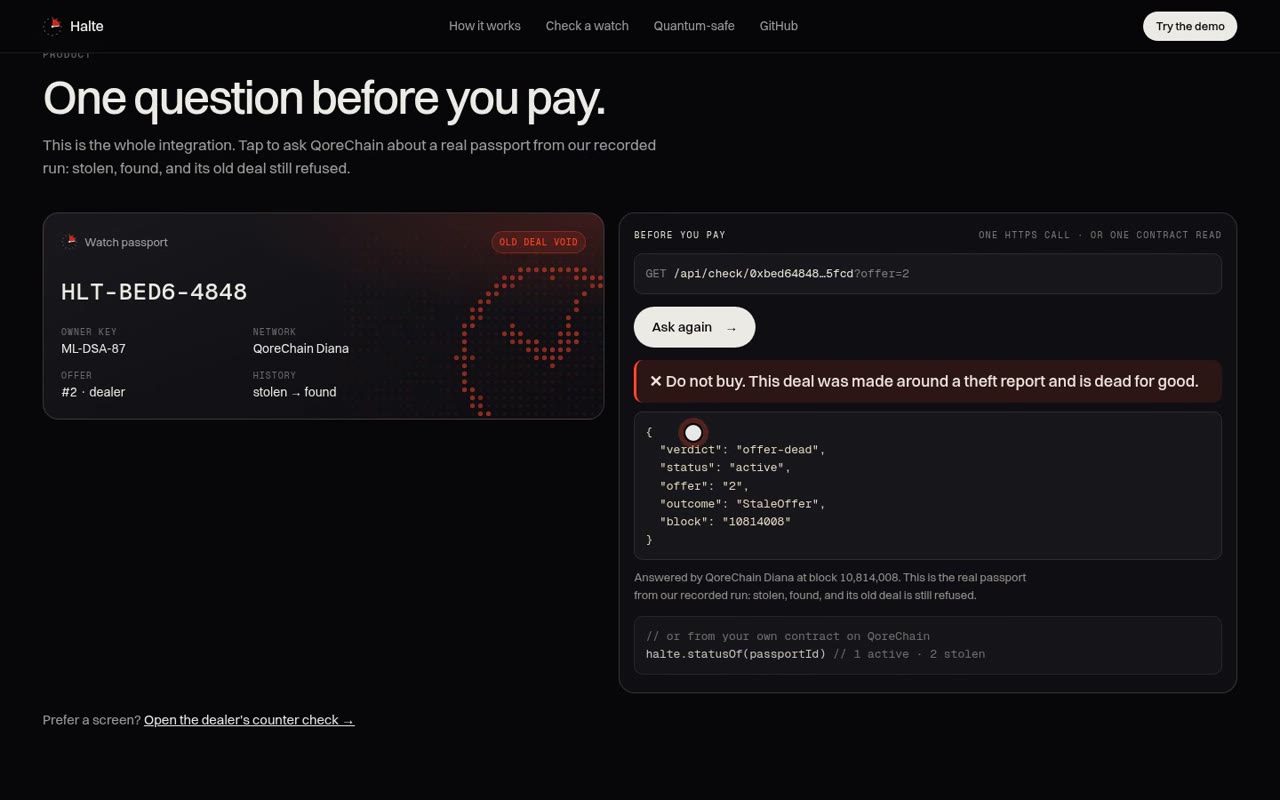 Halte
How it works
Check a watch
Quantum-safe
GitHub
Try the demo
PRODUCT
One question before you pay.
This is the whole integration. Tap to ask QoreChain about a real passport from our recorded
run: stolen, found, and its old deal still refused.
Watch passport
OLD DEAL VOID
HLT-BED6-4848
OWNER KEY
ML-DSA-87
NETWORK
QoreChain Diana
OFFER
#2 · dealer
HISTORY
stolen → found
BEFORE YOU PAY
ONE HTTPS CALL · OR ONE CONTRACT READ
GET /api/check/0xbed64848…5fcd?offer=2
Ask again →
✕ Do not buy. This deal was made around a theft report and is dead for good.
{
"verdict": "offer-dead",
"status": "active",
"offer": "2",
"outcome": "StaleOffer",
"block": "10814008"
}
Answered by QoreChain Diana at block 10,814,008. This is the real passport
from our recorded run: stolen, found, and its old deal is still refused.
// or from your own contract on QoreChain
halte.statusOf(passportId) // 1 active · 2 stolen
Prefer a screen? Open the dealer's counter check →